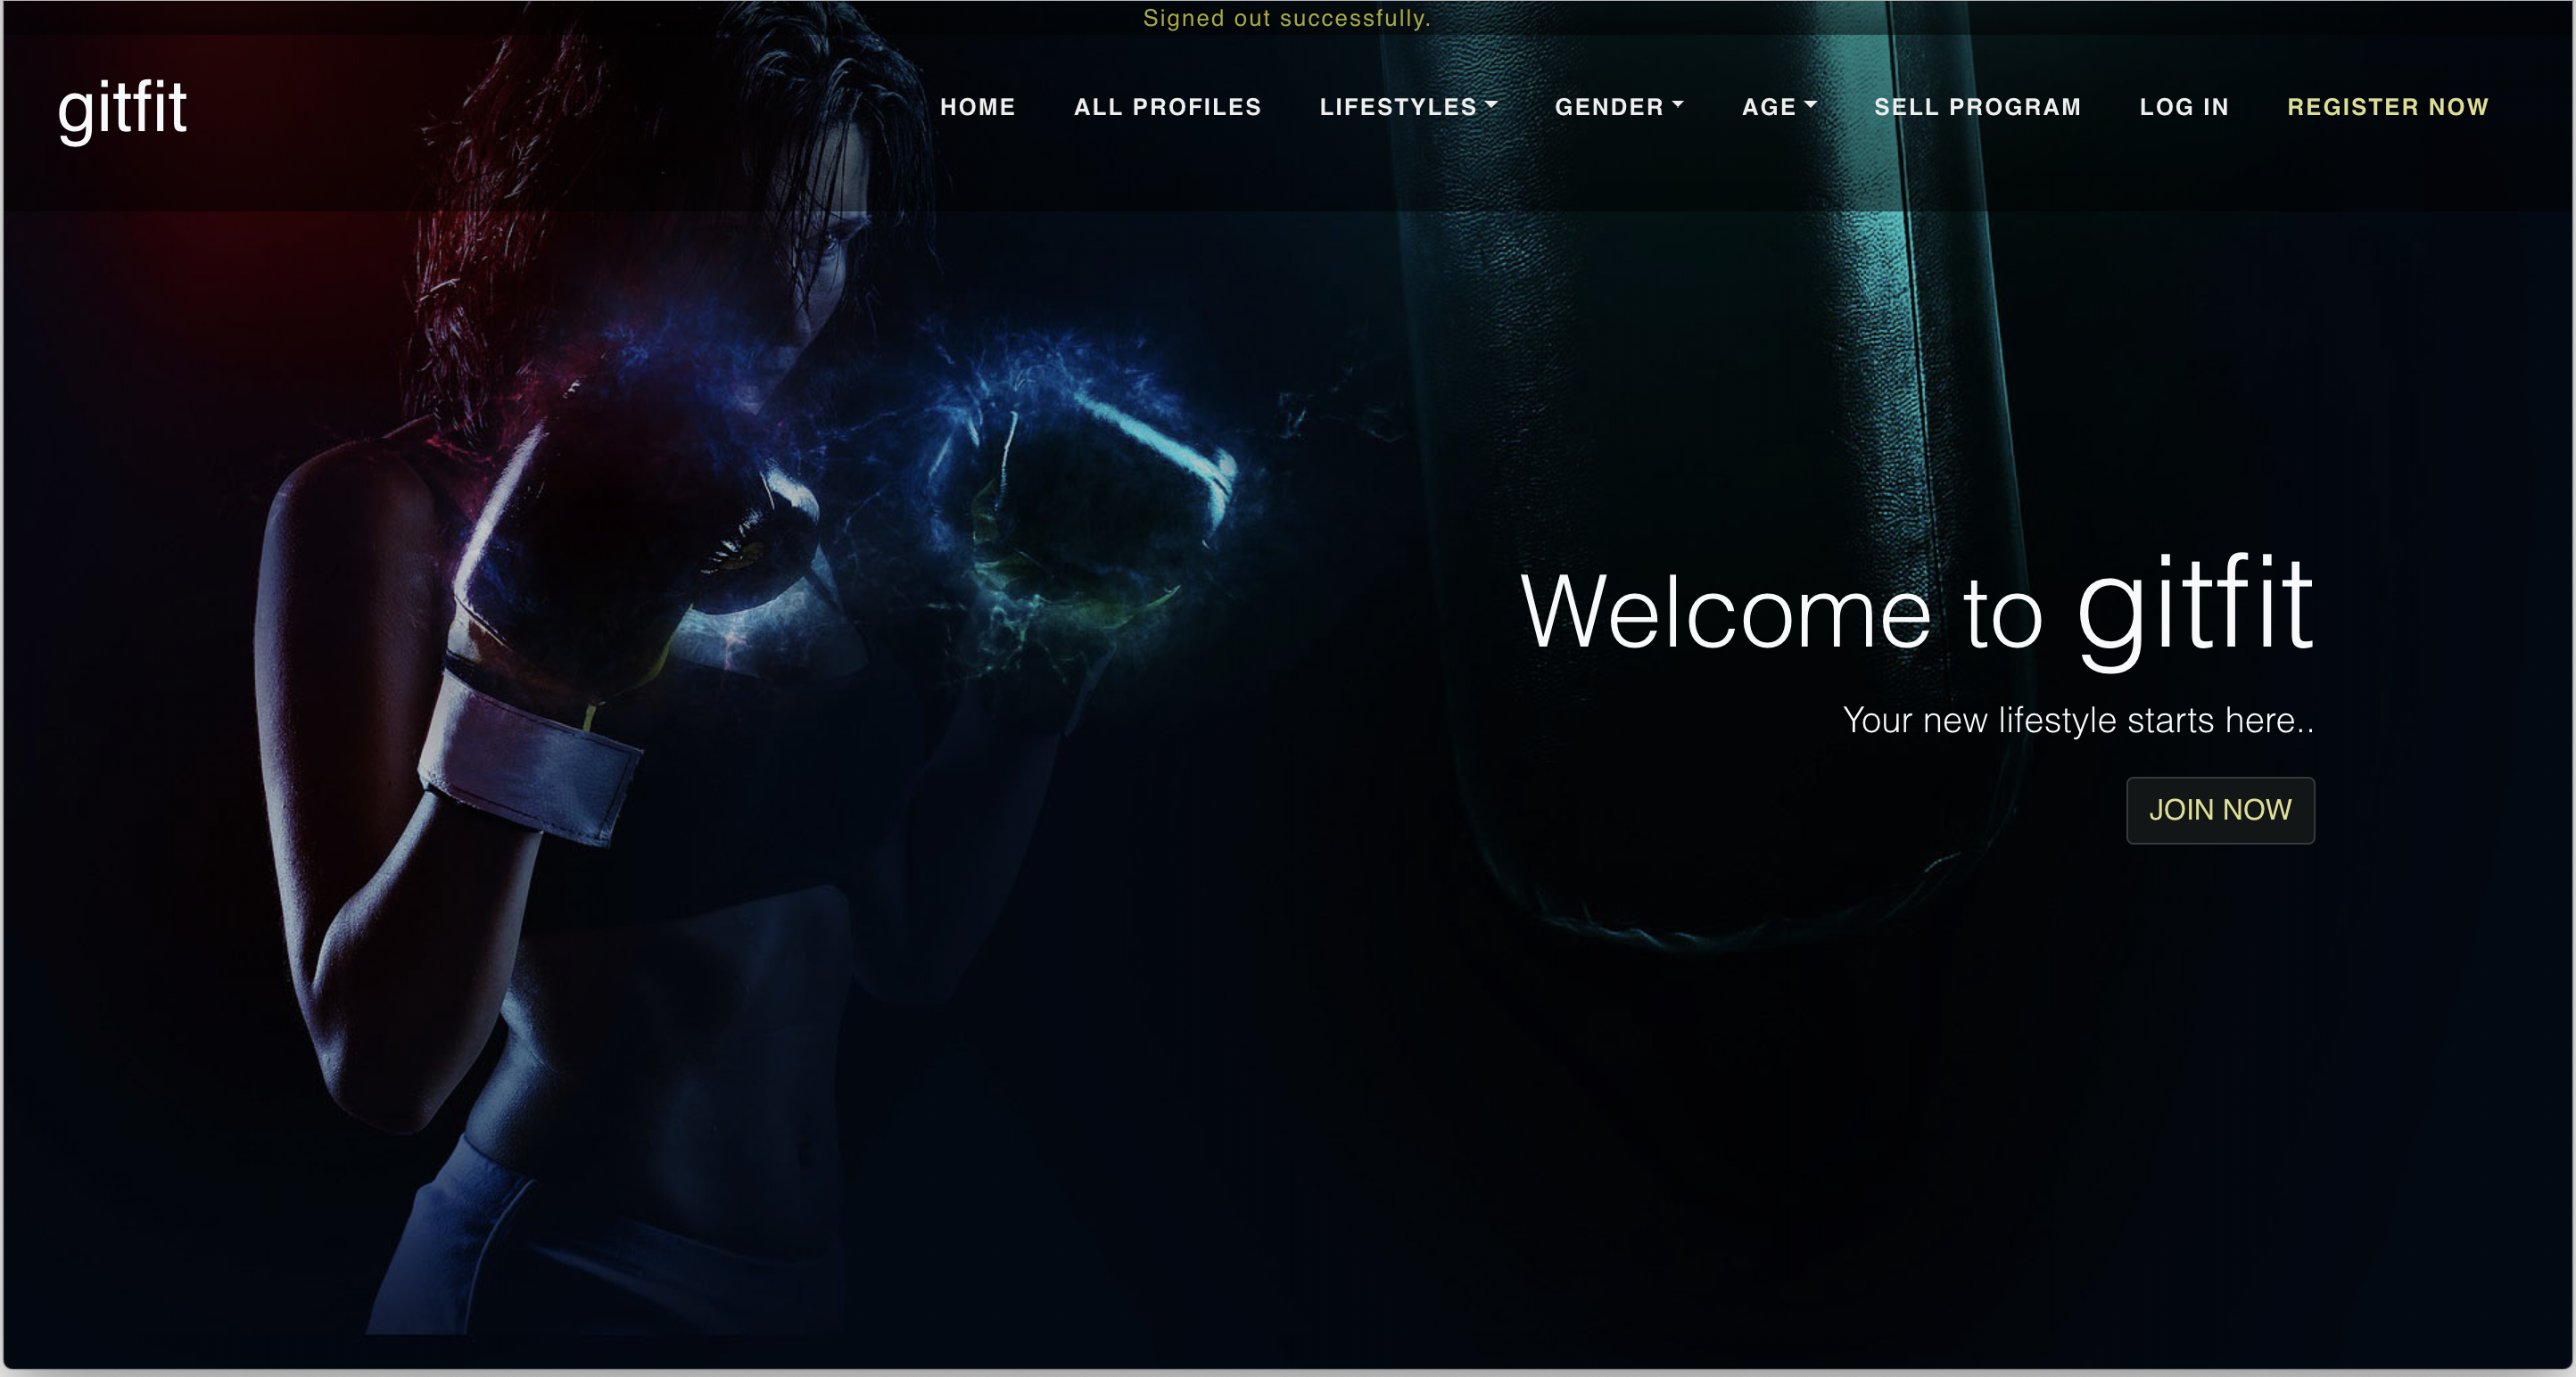 Signed out successfully.
gitfit
HOME ALL PROFILES LIFESTYLES GENDER AGE SELL PROGRAM LOG IN REGISTER NOW
Welcome to gitfit
Your new lifestyle starts here..
JOIN NOW